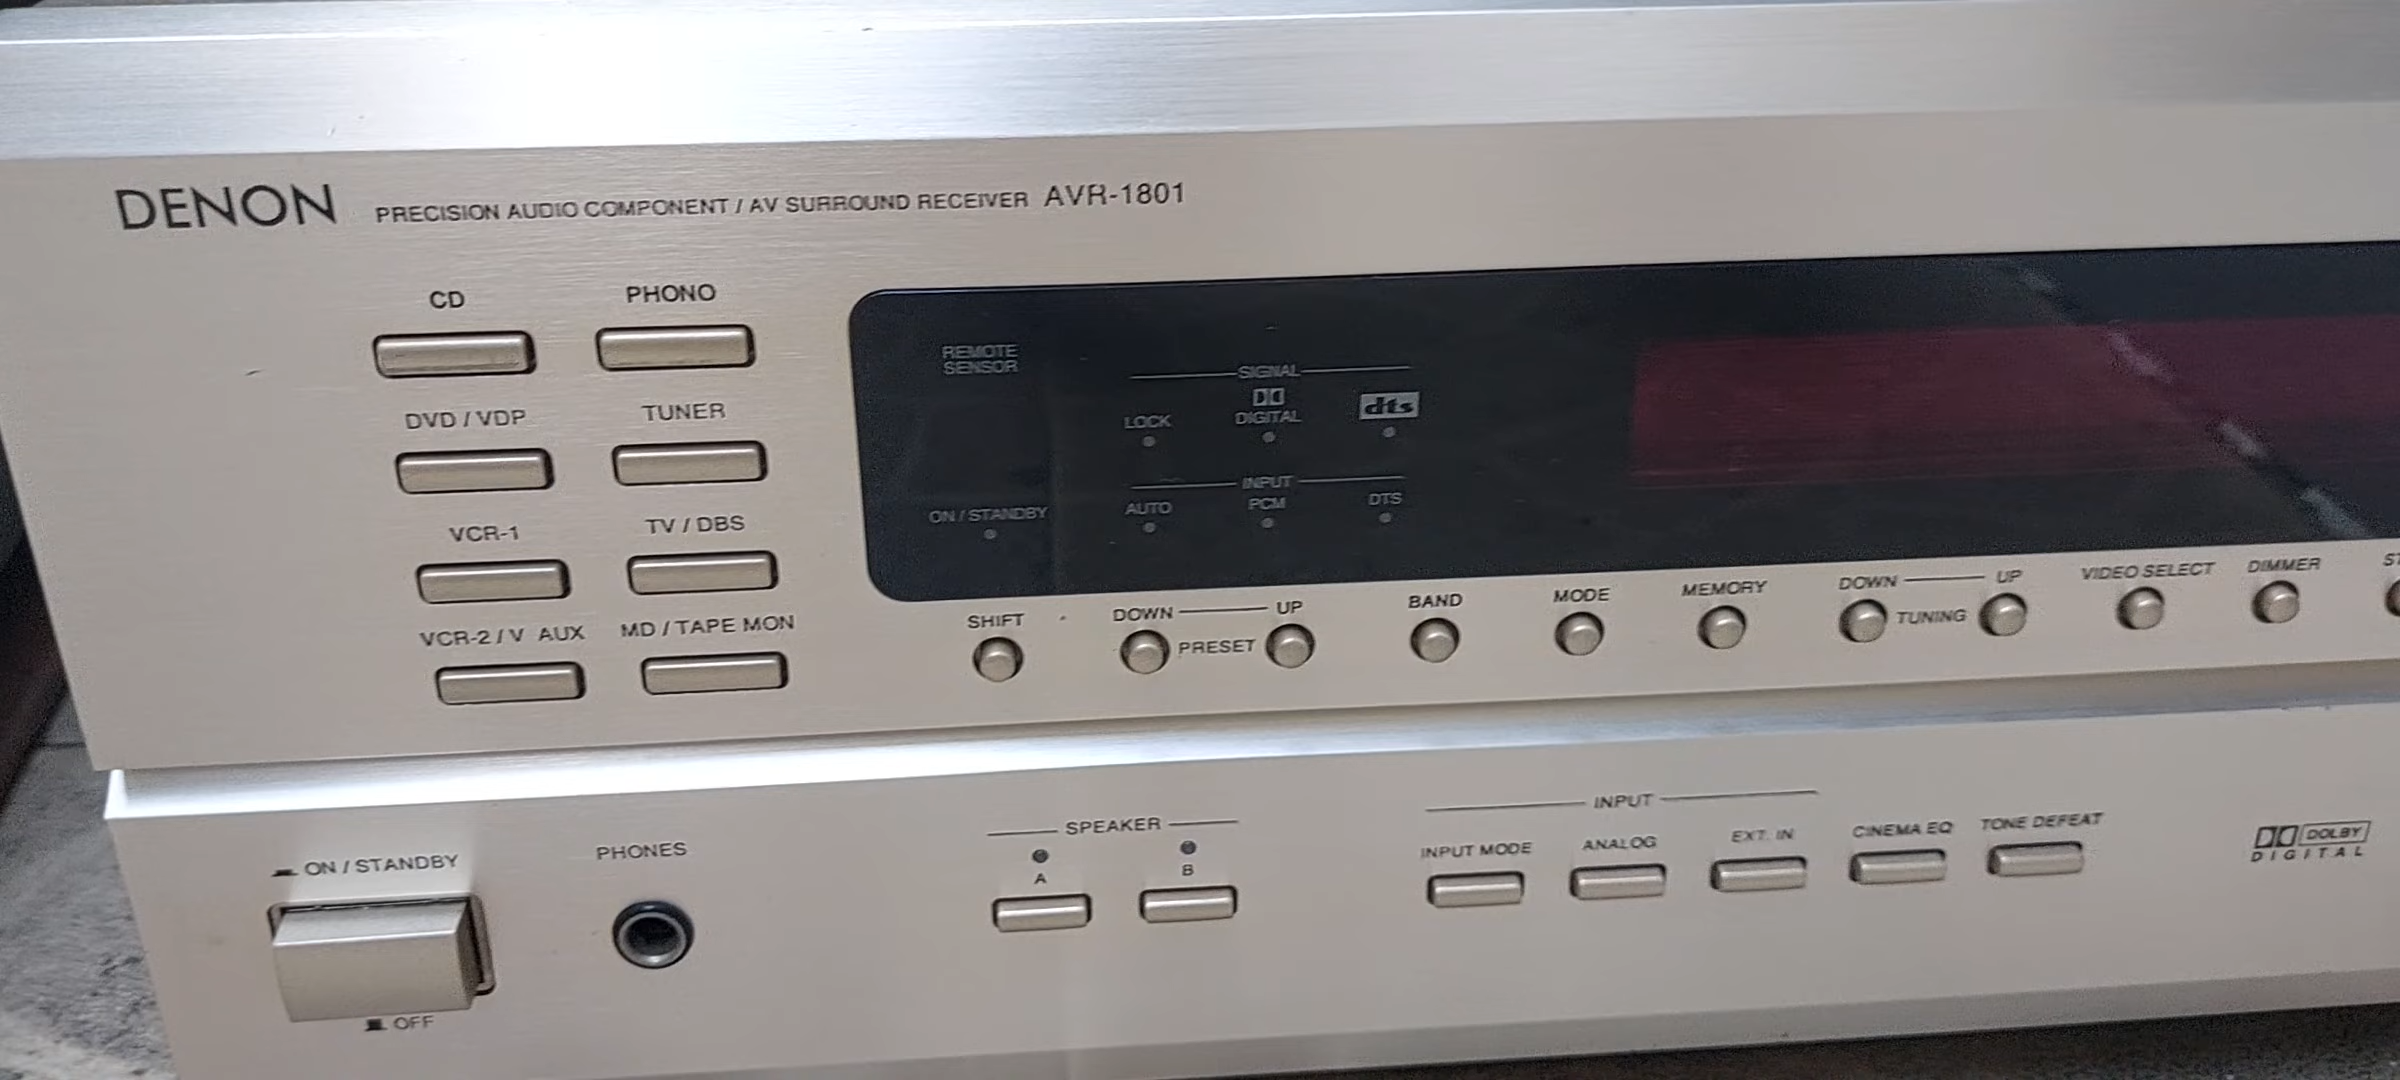 DENON PRECISION AUDIO COMPONENT / AV SURROUND RECEIVER AVR-1801
CD PHONO
DVD / VDP TUNER
VCR-1 TV / DBS
VCR-2 / V AUX MD / TAPE MON
REMOTE
SENSOR
SIGNAL
LOCK DIGITAL dts
INPUT
ON / STANDBY AUTO PCM DTS
SHIFT DOWN UP BAND MODE MEMORY DOWN UP VIDEO SELECT DIMMER
PRESET TUNING
ON / STANDBY PHONES SPEAKER INPUT
A B INPUT MODE ANALOG EXT. IN CINEMA EQ TONE DEFEAT
DOLBY
DIGITAL
OFF